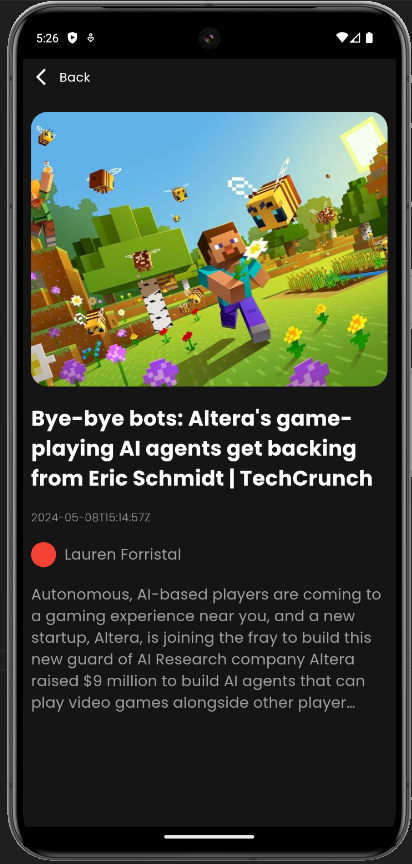 5:26
Back
Bye-bye bots: Altera's game-
playing AI agents get backing
from Eric Schmidt | TechCrunch
2024-05-08T15:14:57Z
Lauren Forristal
Autonomous, AI-based players are coming to
a gaming experience near you, and a new
startup, Altera, is joining the fray to build this
new guard of AI Research company Altera
raised $9 million to build AI agents that can
play video games alongside other player…